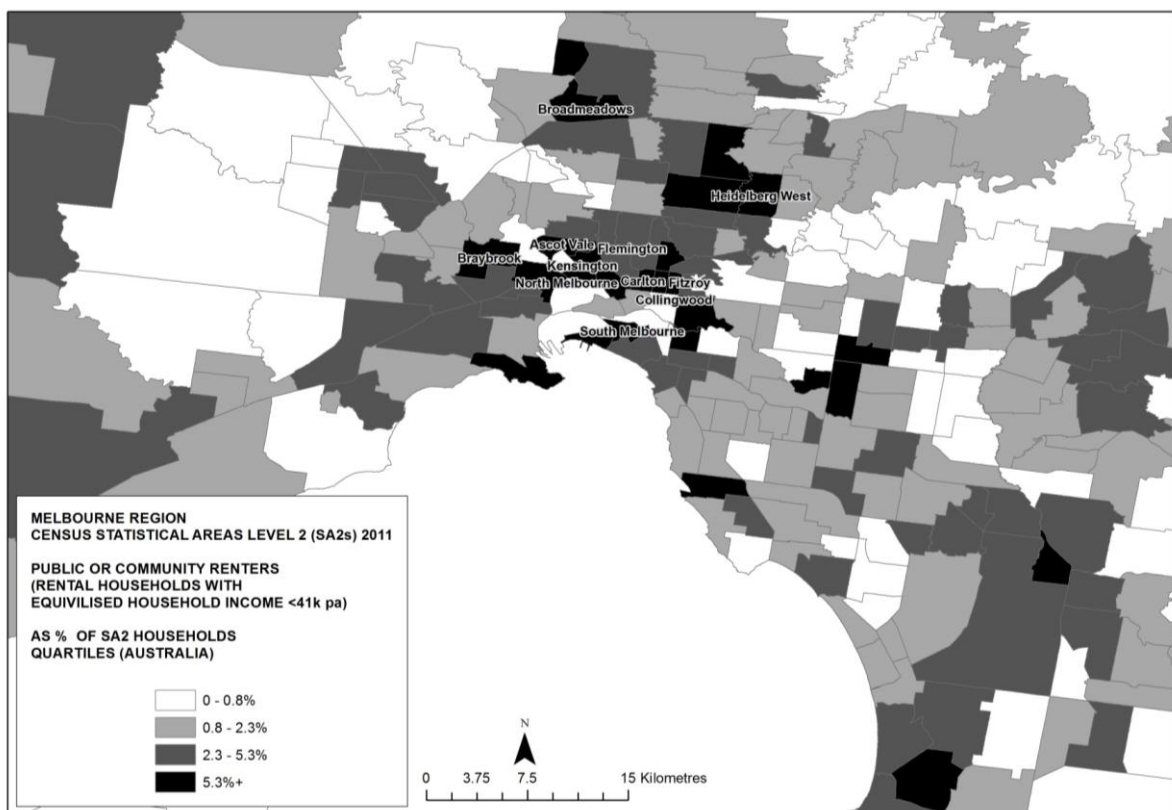 Broadmeadows
Heidelberg West
Ascot Vale
Flemington
Braybrook
Kensington
North Melbourne
Carlton
Fitzroy
Collingwood
South Melbourne
MELBOURNE REGION
CENSUS STATISTICAL AREAS LEVEL 2 (SA2s) 2011
PUBLIC OR COMMUNITY RENTERS
(RENTAL HOUSEHOLDS WITH
EQUIVILISED HOUSEHOLD INCOME <41k pa)
AS % OF SA2 HOUSEHOLDS
QUARTILES (AUSTRALIA)
0 - 0.8%
0.8 - 2.3%
2.3 - 5.3%
5.3%+
N
0 3.75 7.5 15 Kilometres